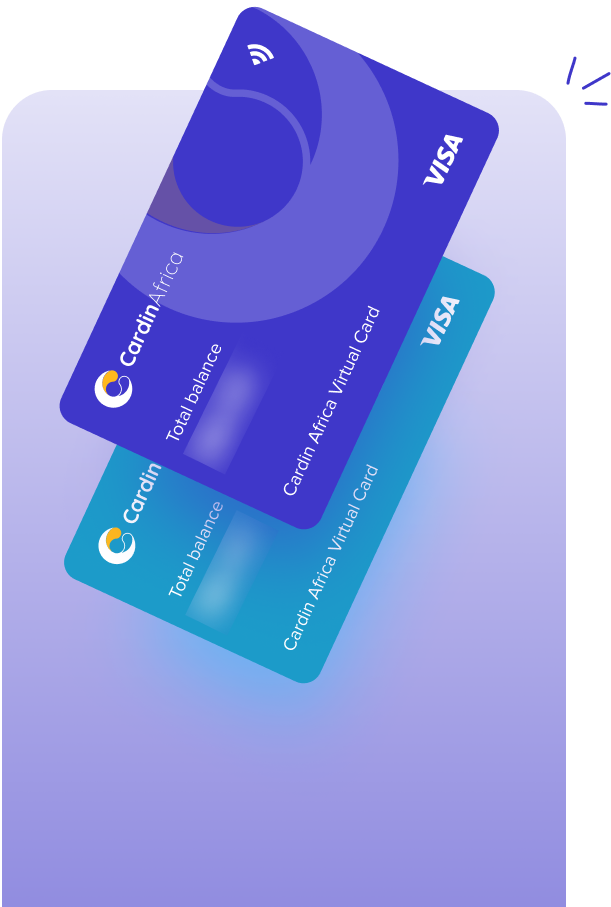 VISA
CardinAfrica
Total balance
Cardin Africa Virtual Card
VISA
Cardin
Total balance
Cardin Africa Virtual Card